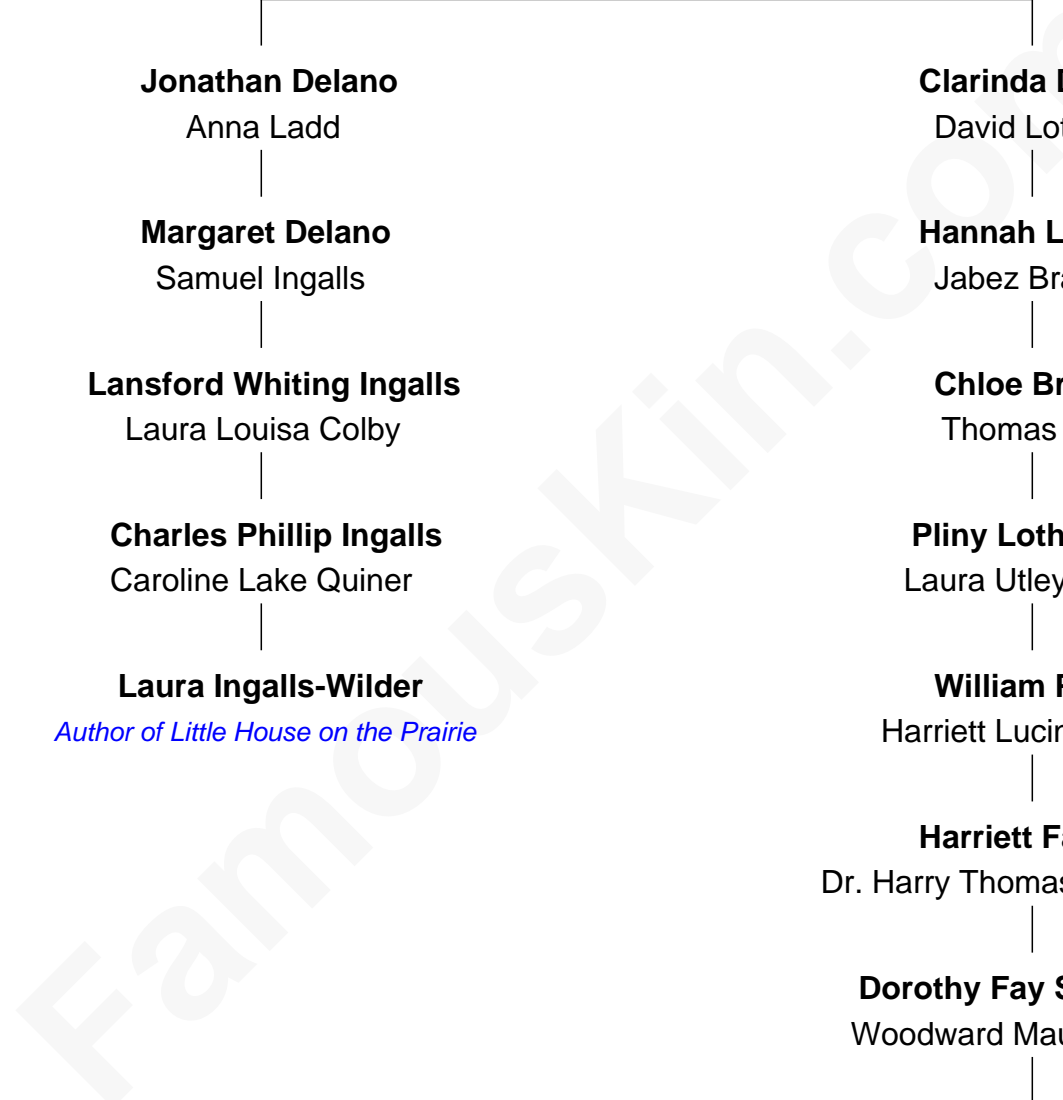 Jonathan Delano
Anna Ladd
Margaret Delano
Samuel Ingalls
Lansford Whiting Ingalls
Laura Louisa Colby
Charles Phillip Ingalls
Caroline Lake Quiner
Laura Ingalls-Wilder
Author of Little House on the Prairie
Clarinda
David
Hannah
Jabez
Chloe
Thomas
Pliny
Laura Utley
William
Harriett
Harriett
Dr. Harry
Dorothy Fay
Woodward
FamousKin.com